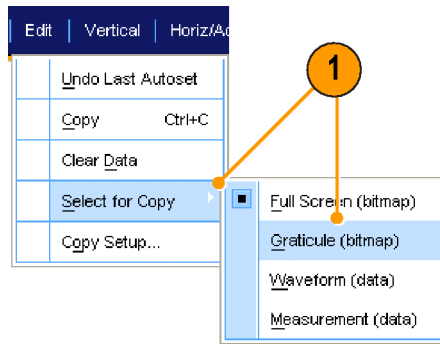 Edit Vertical Horiz/Ac
1
Undo Last Autoset
Copy Ctrl+C
Clear Data
Select for Copy
Copy Setup...
Full Screen (bitmap)
Graticule (bitmap)
Waveform (data)
Measurement (data)